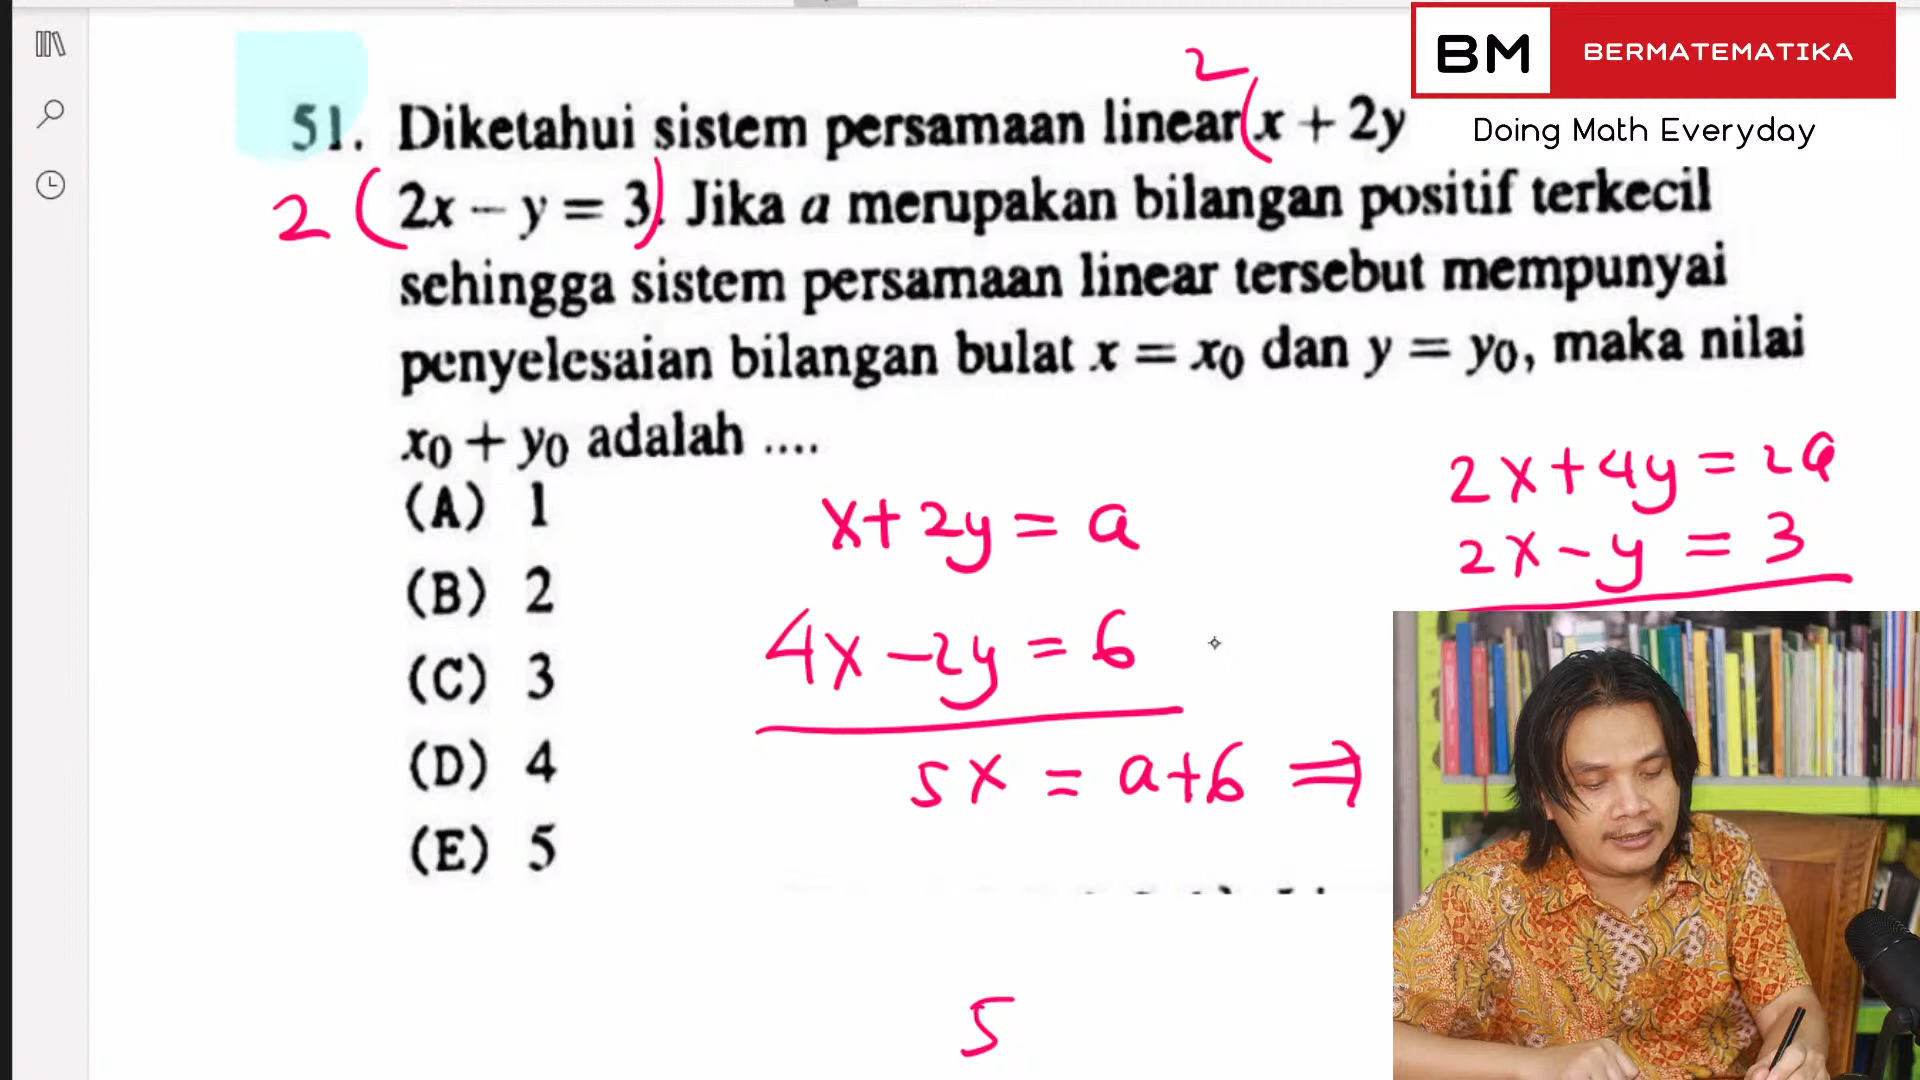 BM BERMATEMATIKA
Doing Math Everyday
2
51. Diketahui sistem persamaan linear (x + 2y
2 (2x − y = 3). Jika a merupakan bilangan positif terkecil
sehingga sistem persamaan linear tersebut mempunyai
penyelesaian bilangan bulat x = x₀ dan y = y₀, maka nilai
x₀ + y₀ adalah ....
(A) 1
(B) 2
(C) 3
(D) 4
(E) 5
x + 2y = a
4x − 2y = 6
5x = a + 6 ⇒
2x + 4y = 2a
2x − y = 3
5